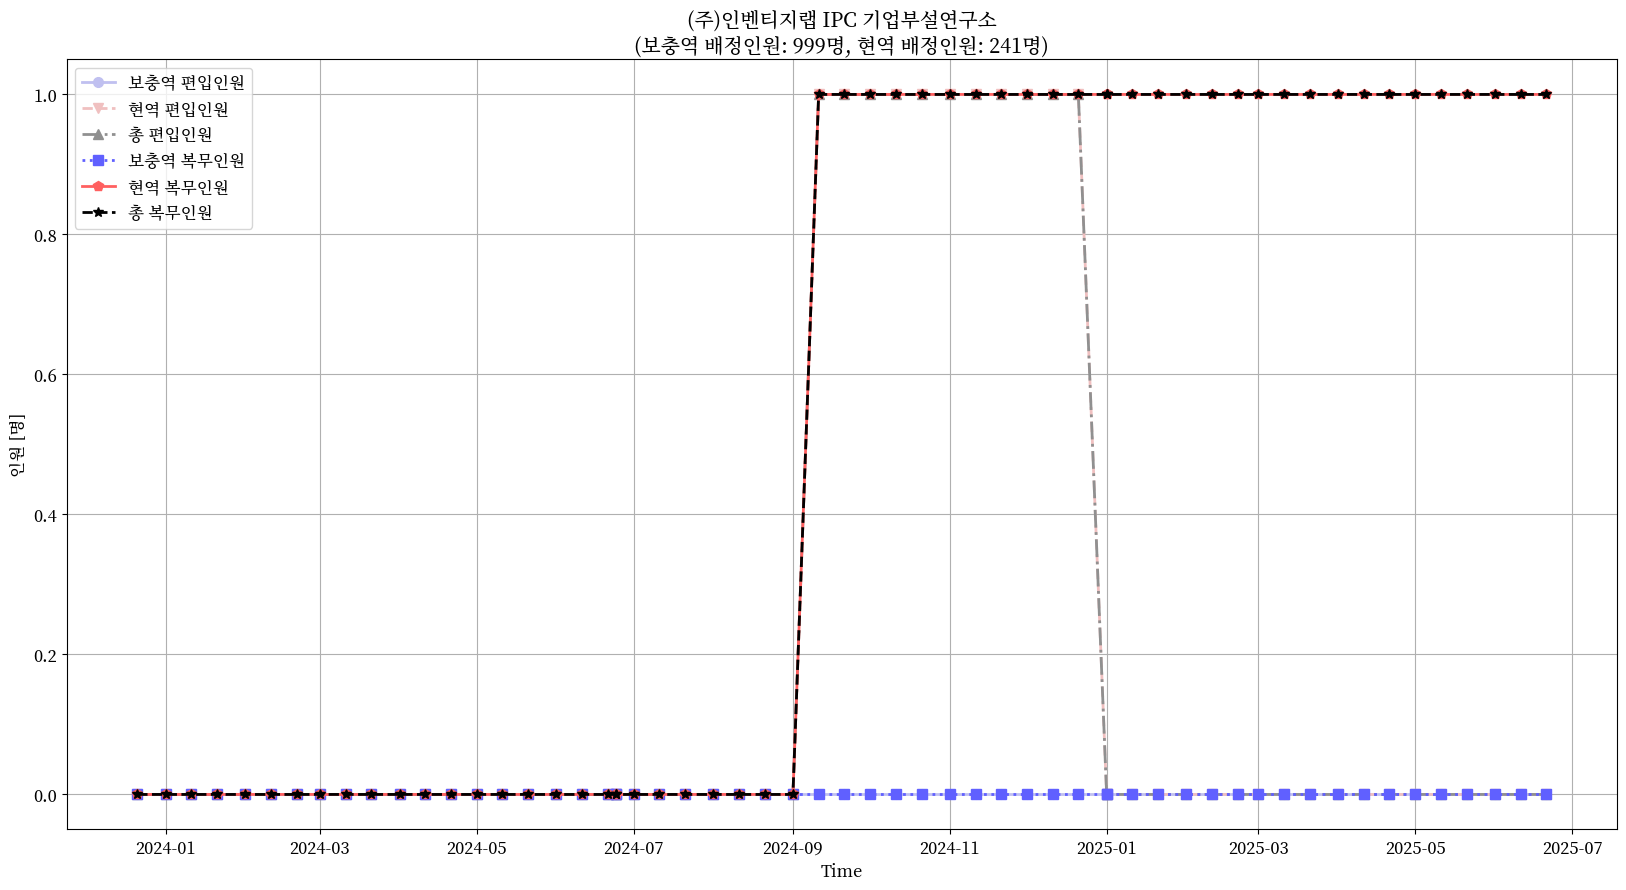 (주)인벤티지랩 IPC 기업부설연구소
(보충역 배정인원: 999명, 현역 배정인원: 241명)
보충역 편입인원
현역 편입인원
총 편입인원
보충역 복무인원
현역 복무인원
총 복무인원
인원 [명]
1.0
0.8
0.6
0.4
0.2
0.0
2024-01
2024-03
2024-05
2024-07
2024-09
2024-11
2025-01
2025-03
2025-05
2025-07
Time